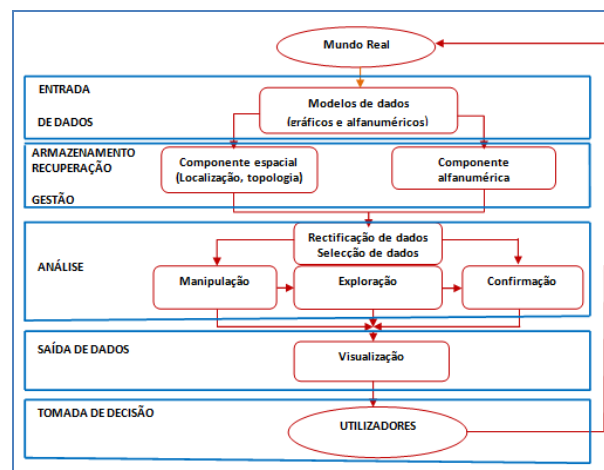 Mundo Real
ENTRADA
DE DADOS
Modelos de dados
(gráficos e alfanuméricos)
ARMAZENAMENTO
RECUPERAÇÃO
GESTÃO
Componente espacial
(Localização, topologia)
Componente
alfanumérica
Rectificação de dados
Selecção de dados
ANÁLISE
Manipulação
Exploração
Confirmação
SAÍDA DE DADOS
Visualização
TOMADA DE DECISÃO
UTILIZADORES